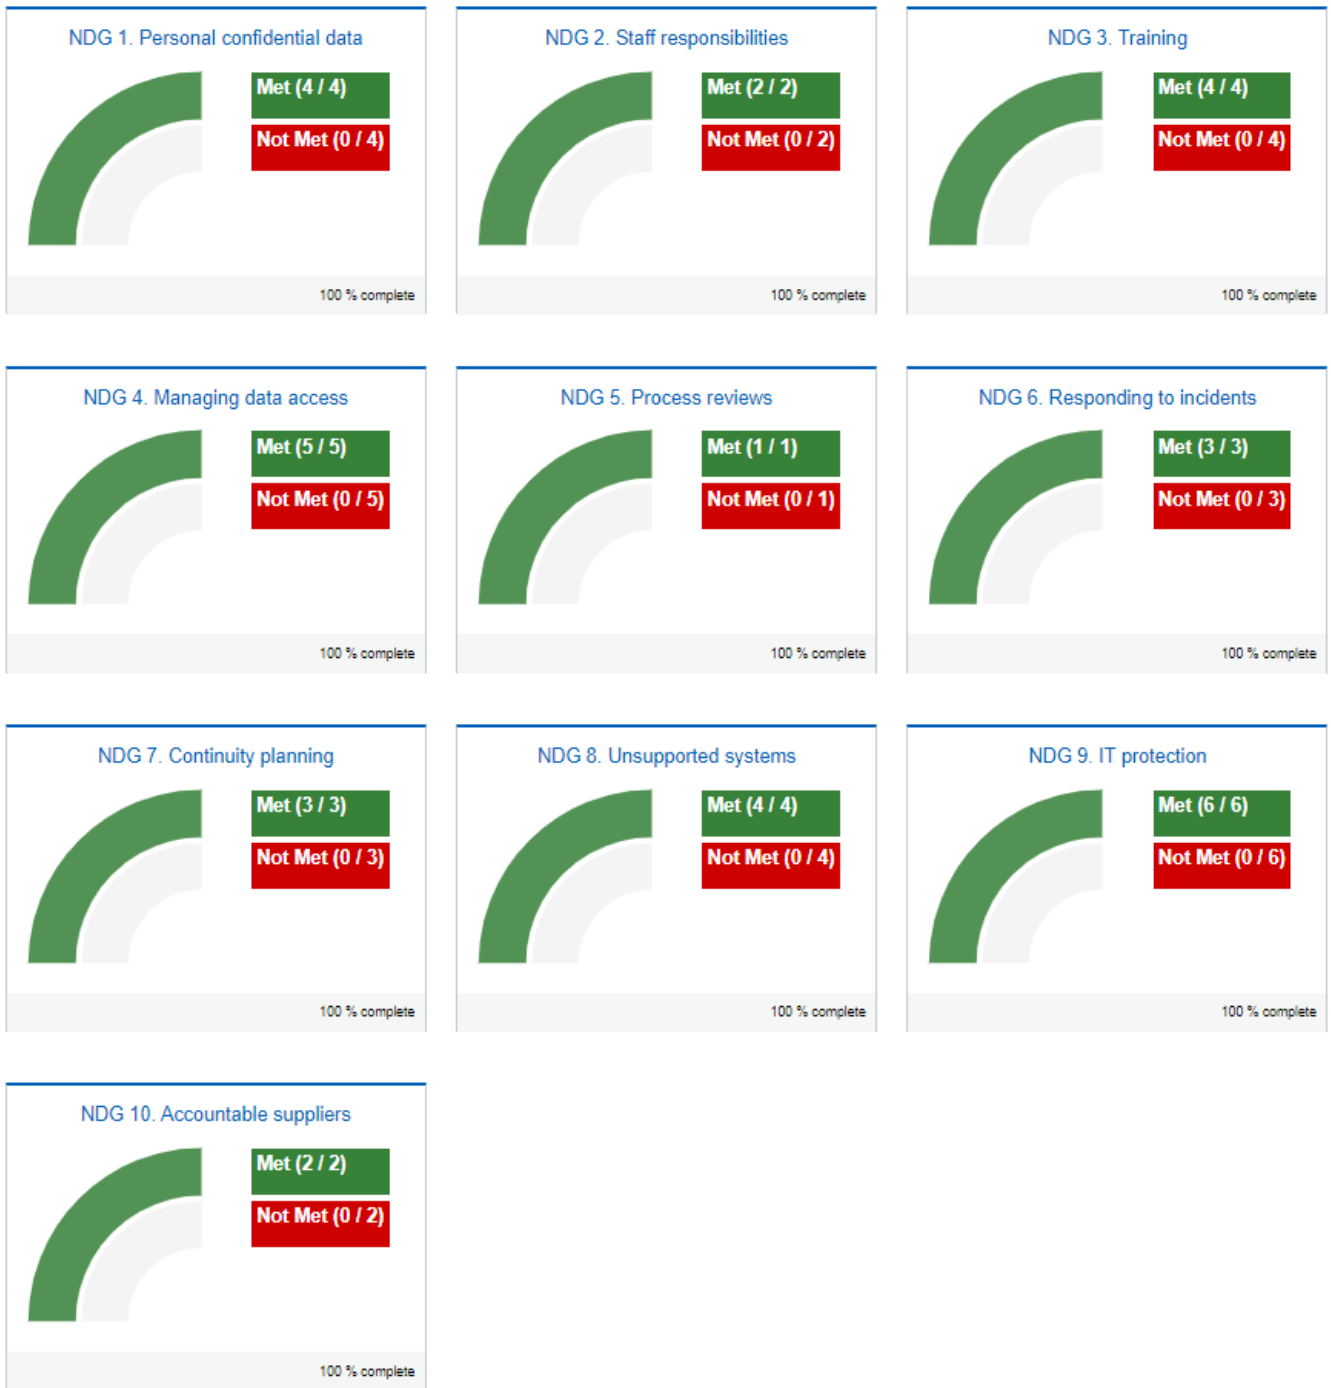 NDG 1. Personal confidential data
Met (4 / 4)
Not Met (0 / 4)
100 % complete
NDG 2. Staff responsibilities
Met (2 / 2)
Not Met (0 / 2)
100 % complete
NDG 3. Training
Met (4 / 4)
Not Met (0 / 4)
100 % complete
NDG 4. Managing data access
Met (5 / 5)
Not Met (0 / 5)
100 % complete
NDG 5. Process reviews
Met (1 / 1)
Not Met (0 / 1)
100 % complete
NDG 6. Responding to incidents
Met (3 / 3)
Not Met (0 / 3)
100 % complete
NDG 7. Continuity planning
Met (3 / 3)
Not Met (0 / 3)
100 % complete
NDG 8. Unsupported systems
Met (4 / 4)
Not Met (0 / 4)
100 % complete
NDG 9. IT protection
Met (6 / 6)
Not Met (0 / 6)
100 % complete
NDG 10. Accountable suppliers
Met (2 / 2)
Not Met (0 / 2)
100 % complete